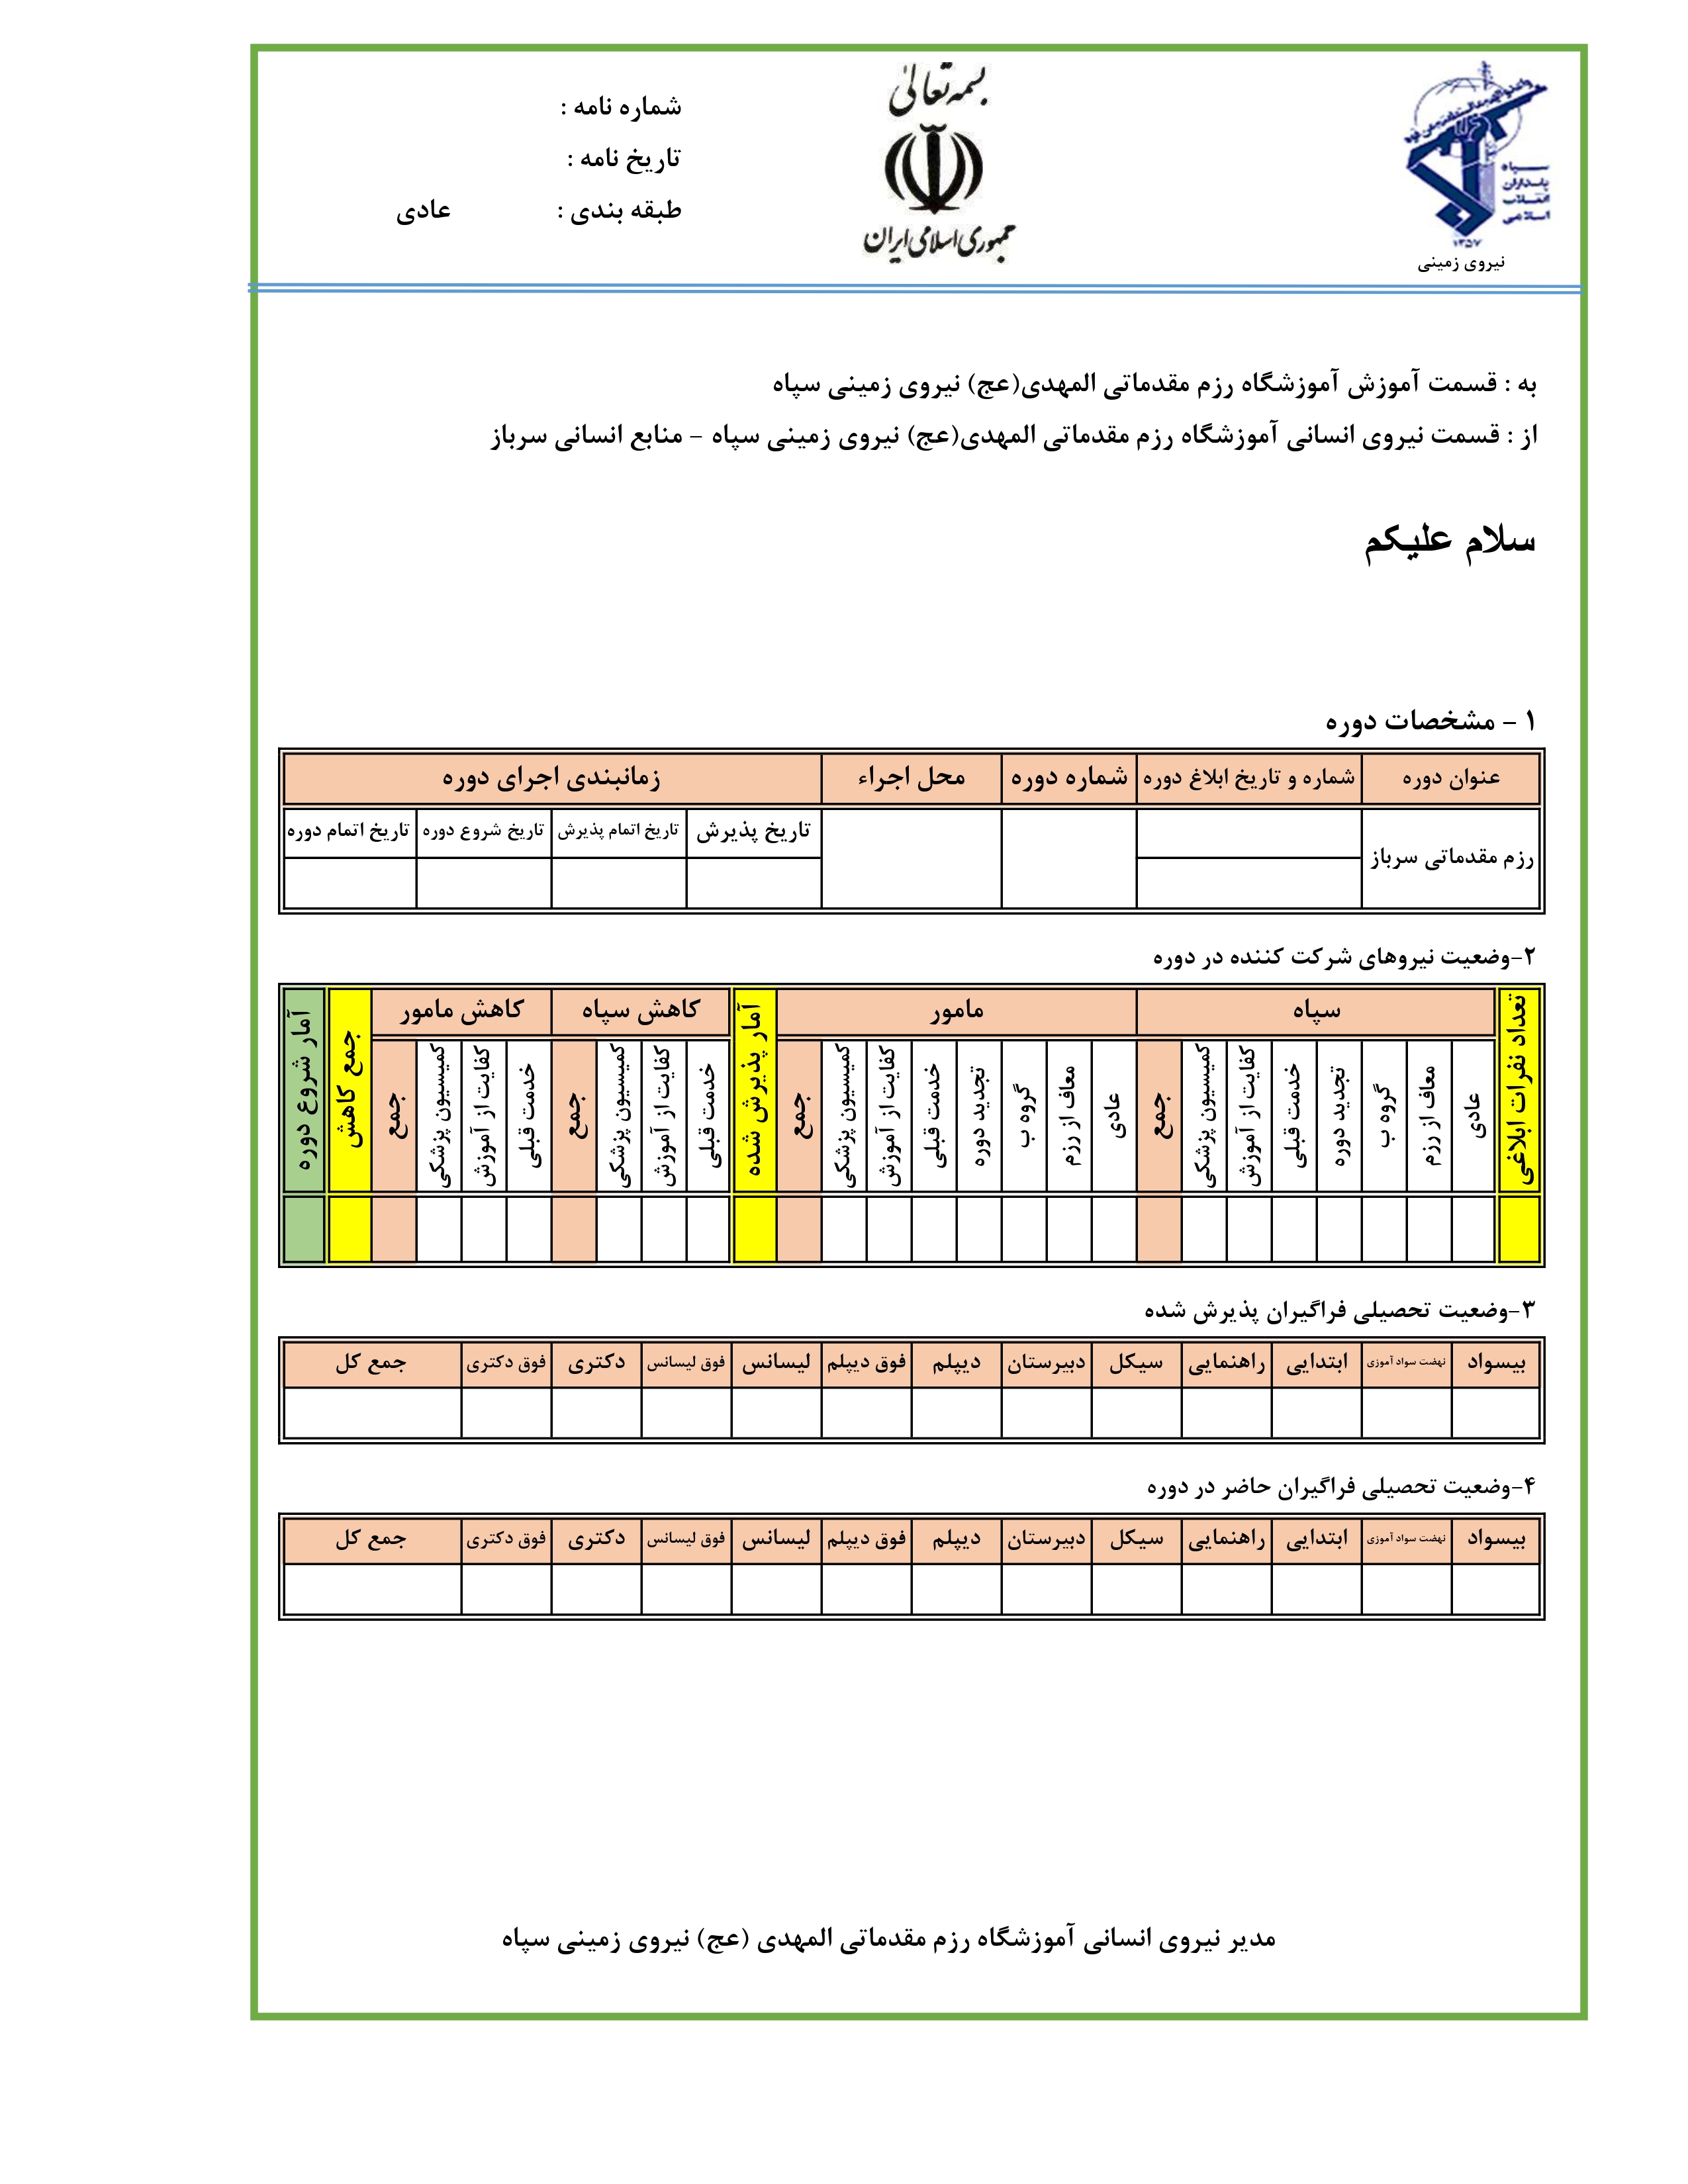 بسمه تعالی
جمهوری اسلامی ایران
سپاه
پاسداران
انقلاب
اسلامی
۱۳۵۷
نیروی زمینی
شماره نامه :
تاریخ نامه :
طبقه بندی : عادی
به : قسمت آموزش آموزشگاه رزم مقدماتی المهدی(عج) نیروی زمینی سپاه
از : قسمت نیروی انسانی آموزشگاه رزم مقدماتی المهدی(عج) نیروی زمینی سپاه – منابع انسانی سرباز
سلام علیکم
۱ – مشخصات دوره
عنوان دوره شماره و تاریخ ابلاغ دوره شماره دوره محل اجراء زمانبندی اجرای دوره
رزم مقدماتی سرباز تاریخ پذیرش تاریخ اتمام پذیرش تاریخ شروع دوره تاریخ اتمام دوره
۲-وضعیت نیروهای شرکت کننده در دوره
تعداد نفرات ابلاغی سپاه مامور آمار پذیرش شده کاهش سپاه کاهش مامور جمع کاهش آمار شروع دوره
عادی معاف از رزم گروه ب تجدید دوره خدمت قبلی کفایت از آموزش کمیسیون پزشکی جمع عادی معاف از رزم گروه ب تجدید دوره خدمت قبلی کفایت از آموزش کمیسیون پزشکی جمع خدمت قبلی کفایت از آموزش کمیسیون پزشکی جمع خدمت قبلی کفایت از آموزش کمیسیون پزشکی جمع
۳-وضعیت تحصیلی فراگیران پذیرش شده
بیسواد نهضت سواد آموزی ابتدایی راهنمایی سیکل دبیرستان دیپلم فوق دیپلم لیسانس فوق لیسانس دکتری فوق دکتری جمع کل
۴-وضعیت تحصیلی فراگیران حاضر در دوره
بیسواد نهضت سواد آموزی ابتدایی راهنمایی سیکل دبیرستان دیپلم فوق دیپلم لیسانس فوق لیسانس دکتری فوق دکتری جمع کل
مدیر نیروی انسانی آموزشگاه رزم مقدماتی المهدی (عج) نیروی زمینی سپاه